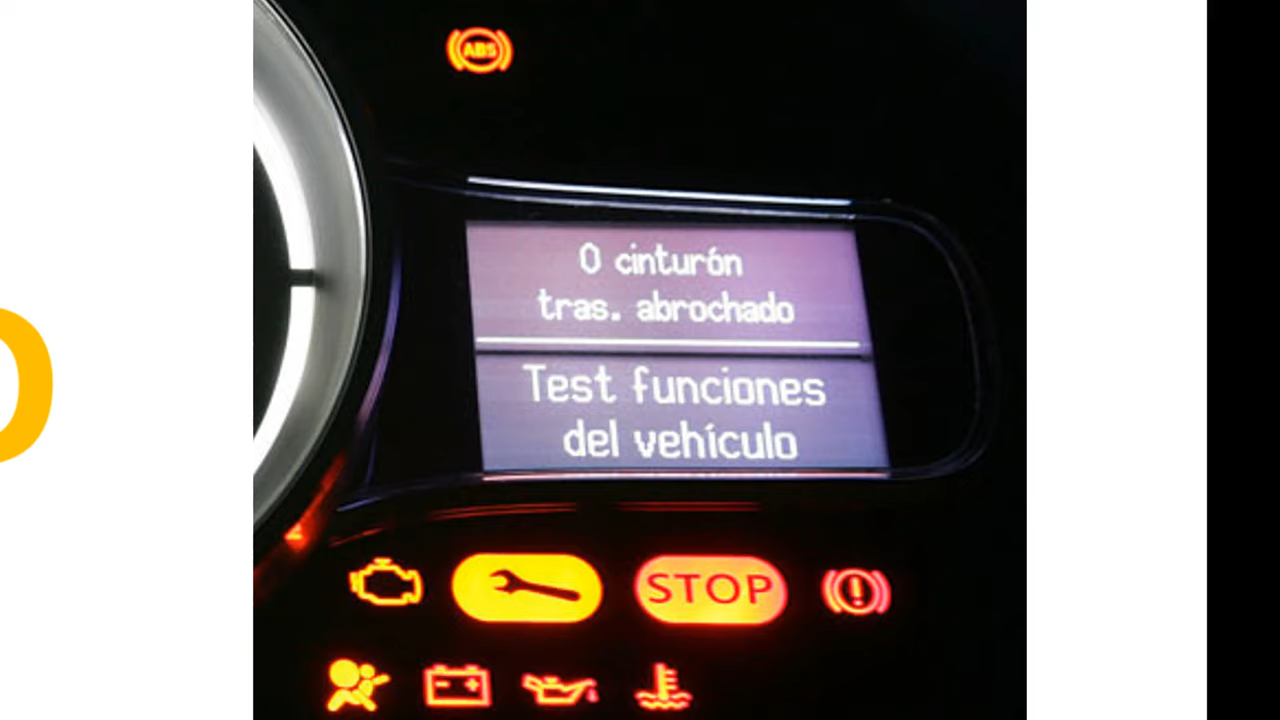 ABS
0 cinturón
tras. abrochado
Test funciones
del vehículo
STOP